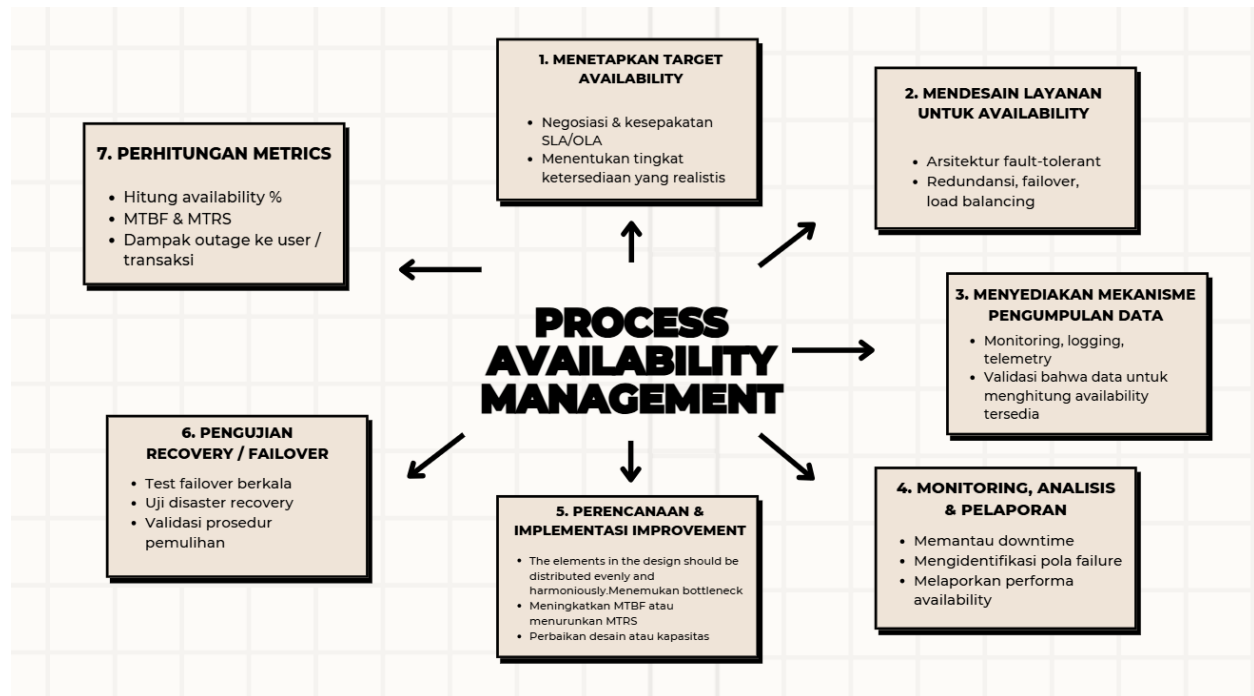 1. MENETAPKAN TARGET
AVAILABILITY
• Negosiasi & kesepakatan
SLA/OLA
• Menentukan tingkat
ketersediaan yang realistis
2. MENDESAIN LAYANAN
UNTUK AVAILABILITY
• Arsitektur fault-tolerant
• Redundansi, failover,
load balancing
7. PERHITUNGAN METRICS
• Hitung availability %
• MTBF & MTRS
• Dampak outage ke user /
transaksi
PROCESS
AVAILABILITY
MANAGEMENT
3. MENYEDIAKAN MEKANISME
PENGUMPULAN DATA
• Monitoring, logging,
telemetry
• Validasi bahwa data untuk
menghitung availability
tersedia
6. PENGUJIAN
RECOVERY / FAILOVER
• Test failover berkala
• Uji disaster recovery
• Validasi prosedur
pemulihan
5. PERENCANAAN &
IMPLEMENTASI IMPROVEMENT
• The elements in the design should be
distributed evenly and
harmoniously.Menemukan bottleneck
• Meningkatkan MTBF atau
menurunkan MTRS
• Perbaikan desain atau kapasitas
4. MONITORING, ANALISIS
& PELAPORAN
• Memantau downtime
• Mengidentifikasi pola failure
• Melaporkan performa
availability